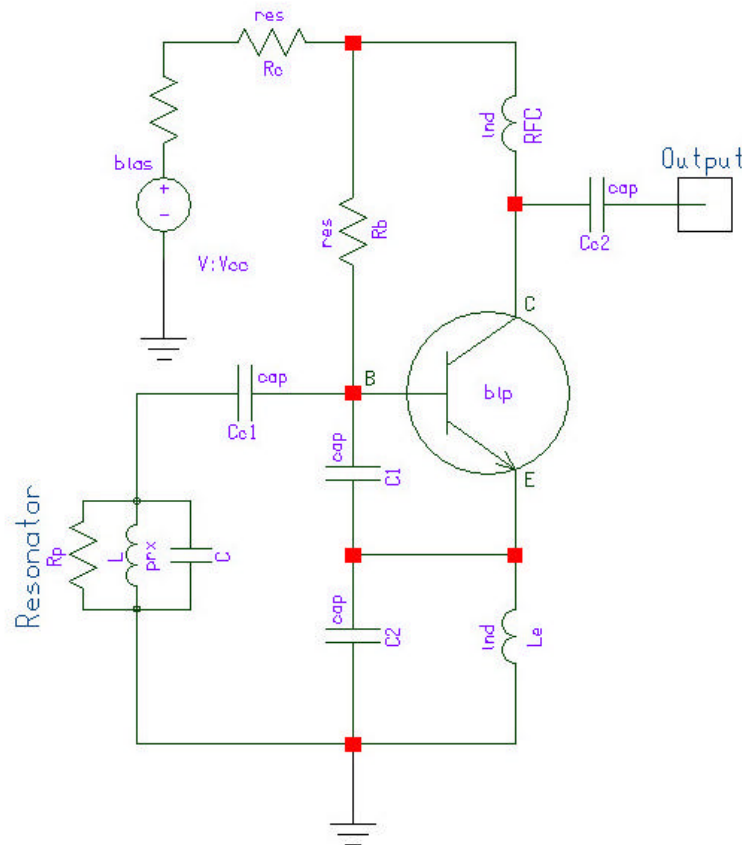 res
Rc
ind
RFC
bias
Output
cap
Cc2
res
Rb
V:Vcc
C
cap
B
Cc1
bip
cap
C1
E
Resonator
Rp
L
prx
C
cap
C2
ind
Le